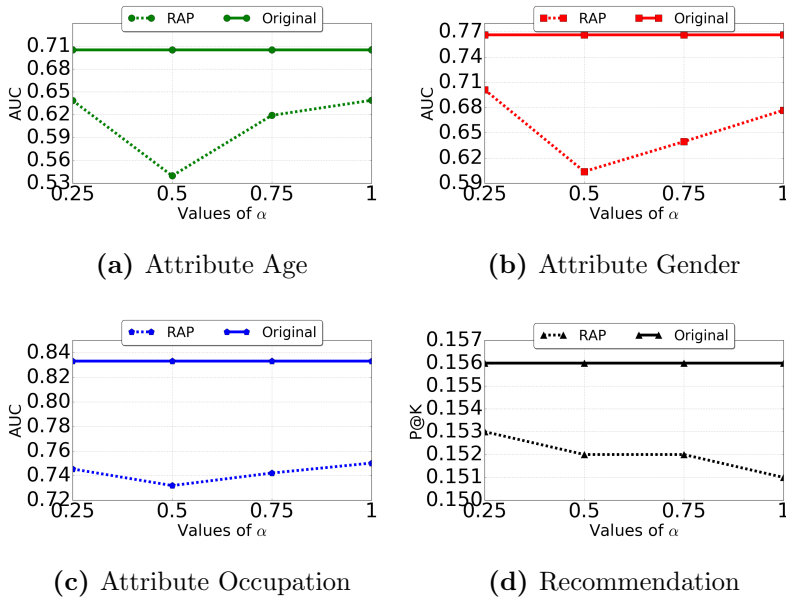 RAP Original
0.71
0.68
0.65
0.62
0.59
0.56
0.53
AUC
0.25 0.5 0.75 1
Values of α
(a) Attribute Age
RAP Original
0.77
0.74
0.71
0.68
0.65
0.62
0.59
AUC
0.25 0.5 0.75 1
Values of α
(b) Attribute Gender
RAP Original
0.84
0.82
0.80
0.78
0.76
0.74
0.72
AUC
0.25 0.5 0.75 1
Values of α
(c) Attribute Occupation
RAP Original
0.157
0.156
0.155
0.154
0.153
0.152
0.151
0.150
P@K
0.25 0.5 0.75 1
Values of α
(d) Recommendation